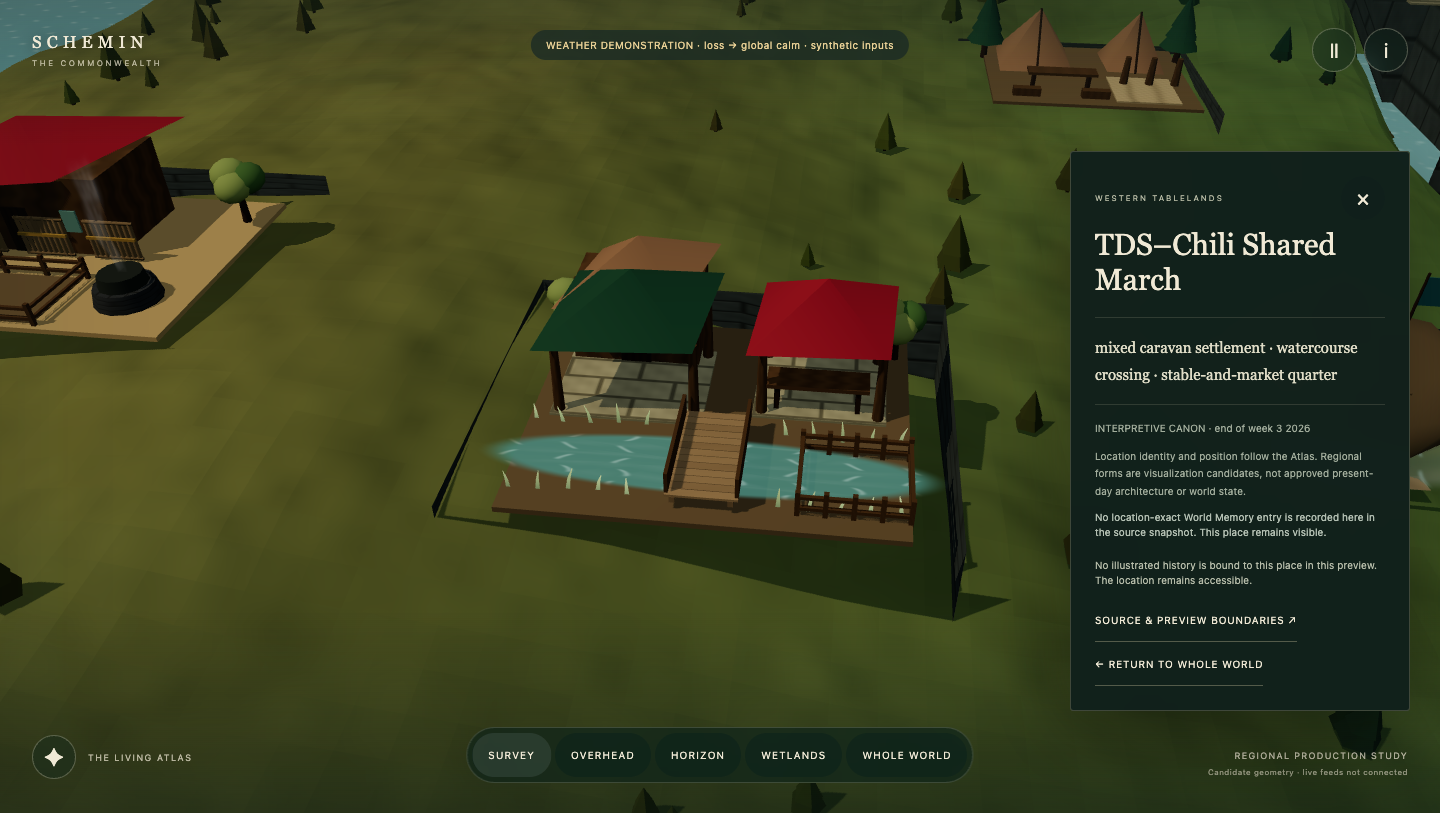 SCHEMIN
THE COMMONWEALTH
WEATHER DEMONSTRATION · loss → global calm · synthetic inputs
i
WESTERN TABLELANDS
×
TDS–Chili Shared
March
mixed caravan settlement · watercourse
crossing · stable-and-market quarter
INTERPRETIVE CANON · end of week 3 2026
Location identity and position follow the Atlas. Regional
forms are visualization candidates, not approved present-
day architecture or world state.
No location-exact World Memory entry is recorded here in
the source snapshot. This place remains visible.
No illustrated history is bound to this place in this preview.
The location remains accessible.
SOURCE & PREVIEW BOUNDARIES ↗
← RETURN TO WHOLE WORLD
THE LIVING ATLAS
SURVEY OVERHEAD HORIZON WETLANDS WHOLE WORLD
REGIONAL PRODUCTION STUDY
Candidate geometry · live feeds not connected